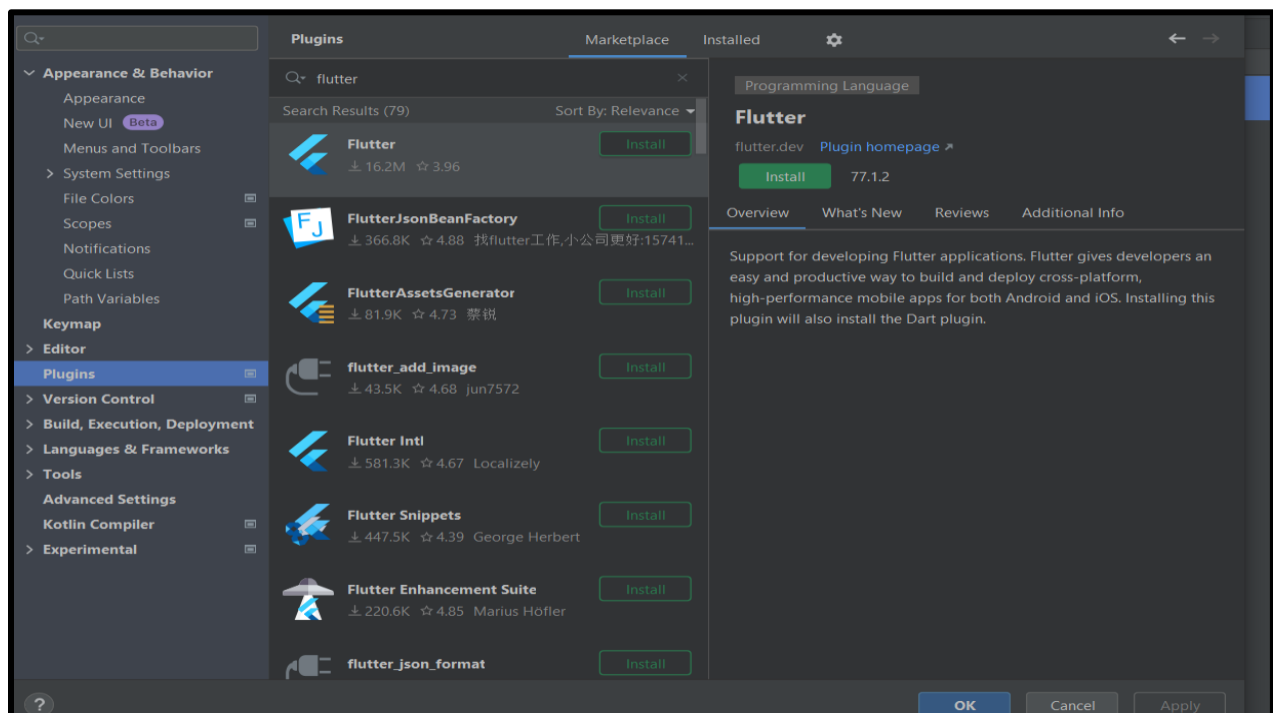 Appearance & Behavior
Appearance
New UI Beta
Menus and Toolbars
System Settings
File Colors
Scopes
Notifications
Quick Lists
Path Variables
Keymap
Editor
Plugins
Version Control
Build, Execution, Deployment
Languages & Frameworks
Tools
Advanced Settings
Kotlin Compiler
Experimental
?
Plugins Marketplace Installed
flutter
Search Results (79) Sort By: Relevance
Flutter Install
16.2M 3.96
FlutterJsonBeanFactory Install
366.8K 4.88 找flutter工作,小公司更好:15741...
FlutterAssetsGenerator Install
81.9K 4.73 蔡锐
flutter_add_image Install
43.5K 4.68 jun7572
Flutter Intl Install
581.3K 4.67 Localizely
Flutter Snippets Install
447.5K 4.39 George Herbert
Flutter Enhancement Suite Install
220.6K 4.85 Marius Höfler
flutter_json_format Install
Programming Language
Flutter
flutter.dev Plugin homepage
Install 77.1.2
Overview What's New Reviews Additional Info
Support for developing Flutter applications. Flutter gives developers an
easy and productive way to build and deploy cross-platform,
high-performance mobile apps for both Android and iOS. Installing this
plugin will also install the Dart plugin.
OK Cancel Apply